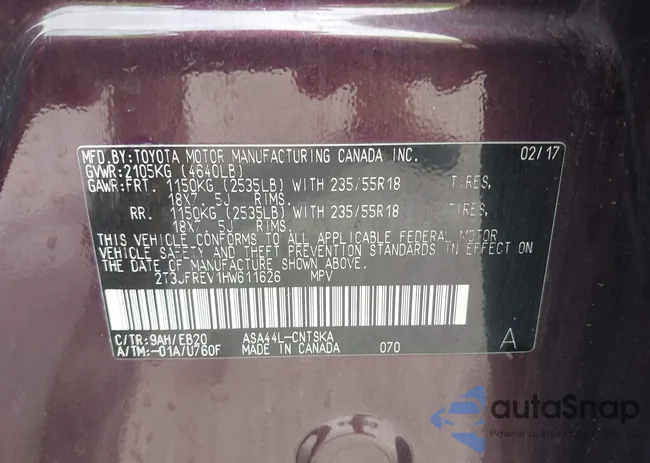 MFD.BY:TOYOTA MOTOR MANUFACTURING CANADA INC. 02/17
GVWR:2105KG (4640LB)
GAWR:FRT. 1150KG (2535LB) WITH 235/55R18 TIRES,
18X7.5J RIMS.
RR. 1150KG (2535LB) WITH 235/55R18 TIRES,
18X7.5J RIMS.
THIS VEHICLE CONFORMS TO ALL APPLICABLE FEDERAL MOTOR
VEHICLE SAFETY AND THEFT PREVENTION STANDARDS IN EFFECT ON
THE DATE OF MANUFACTURE SHOWN ABOVE.
2T3JFREV1HW611626 MPV
C/TR:9AH/EB20 ASA44L-CNTSKA
A/TM:-01A/U760F MADE IN CANADA 070 A
autoSnap